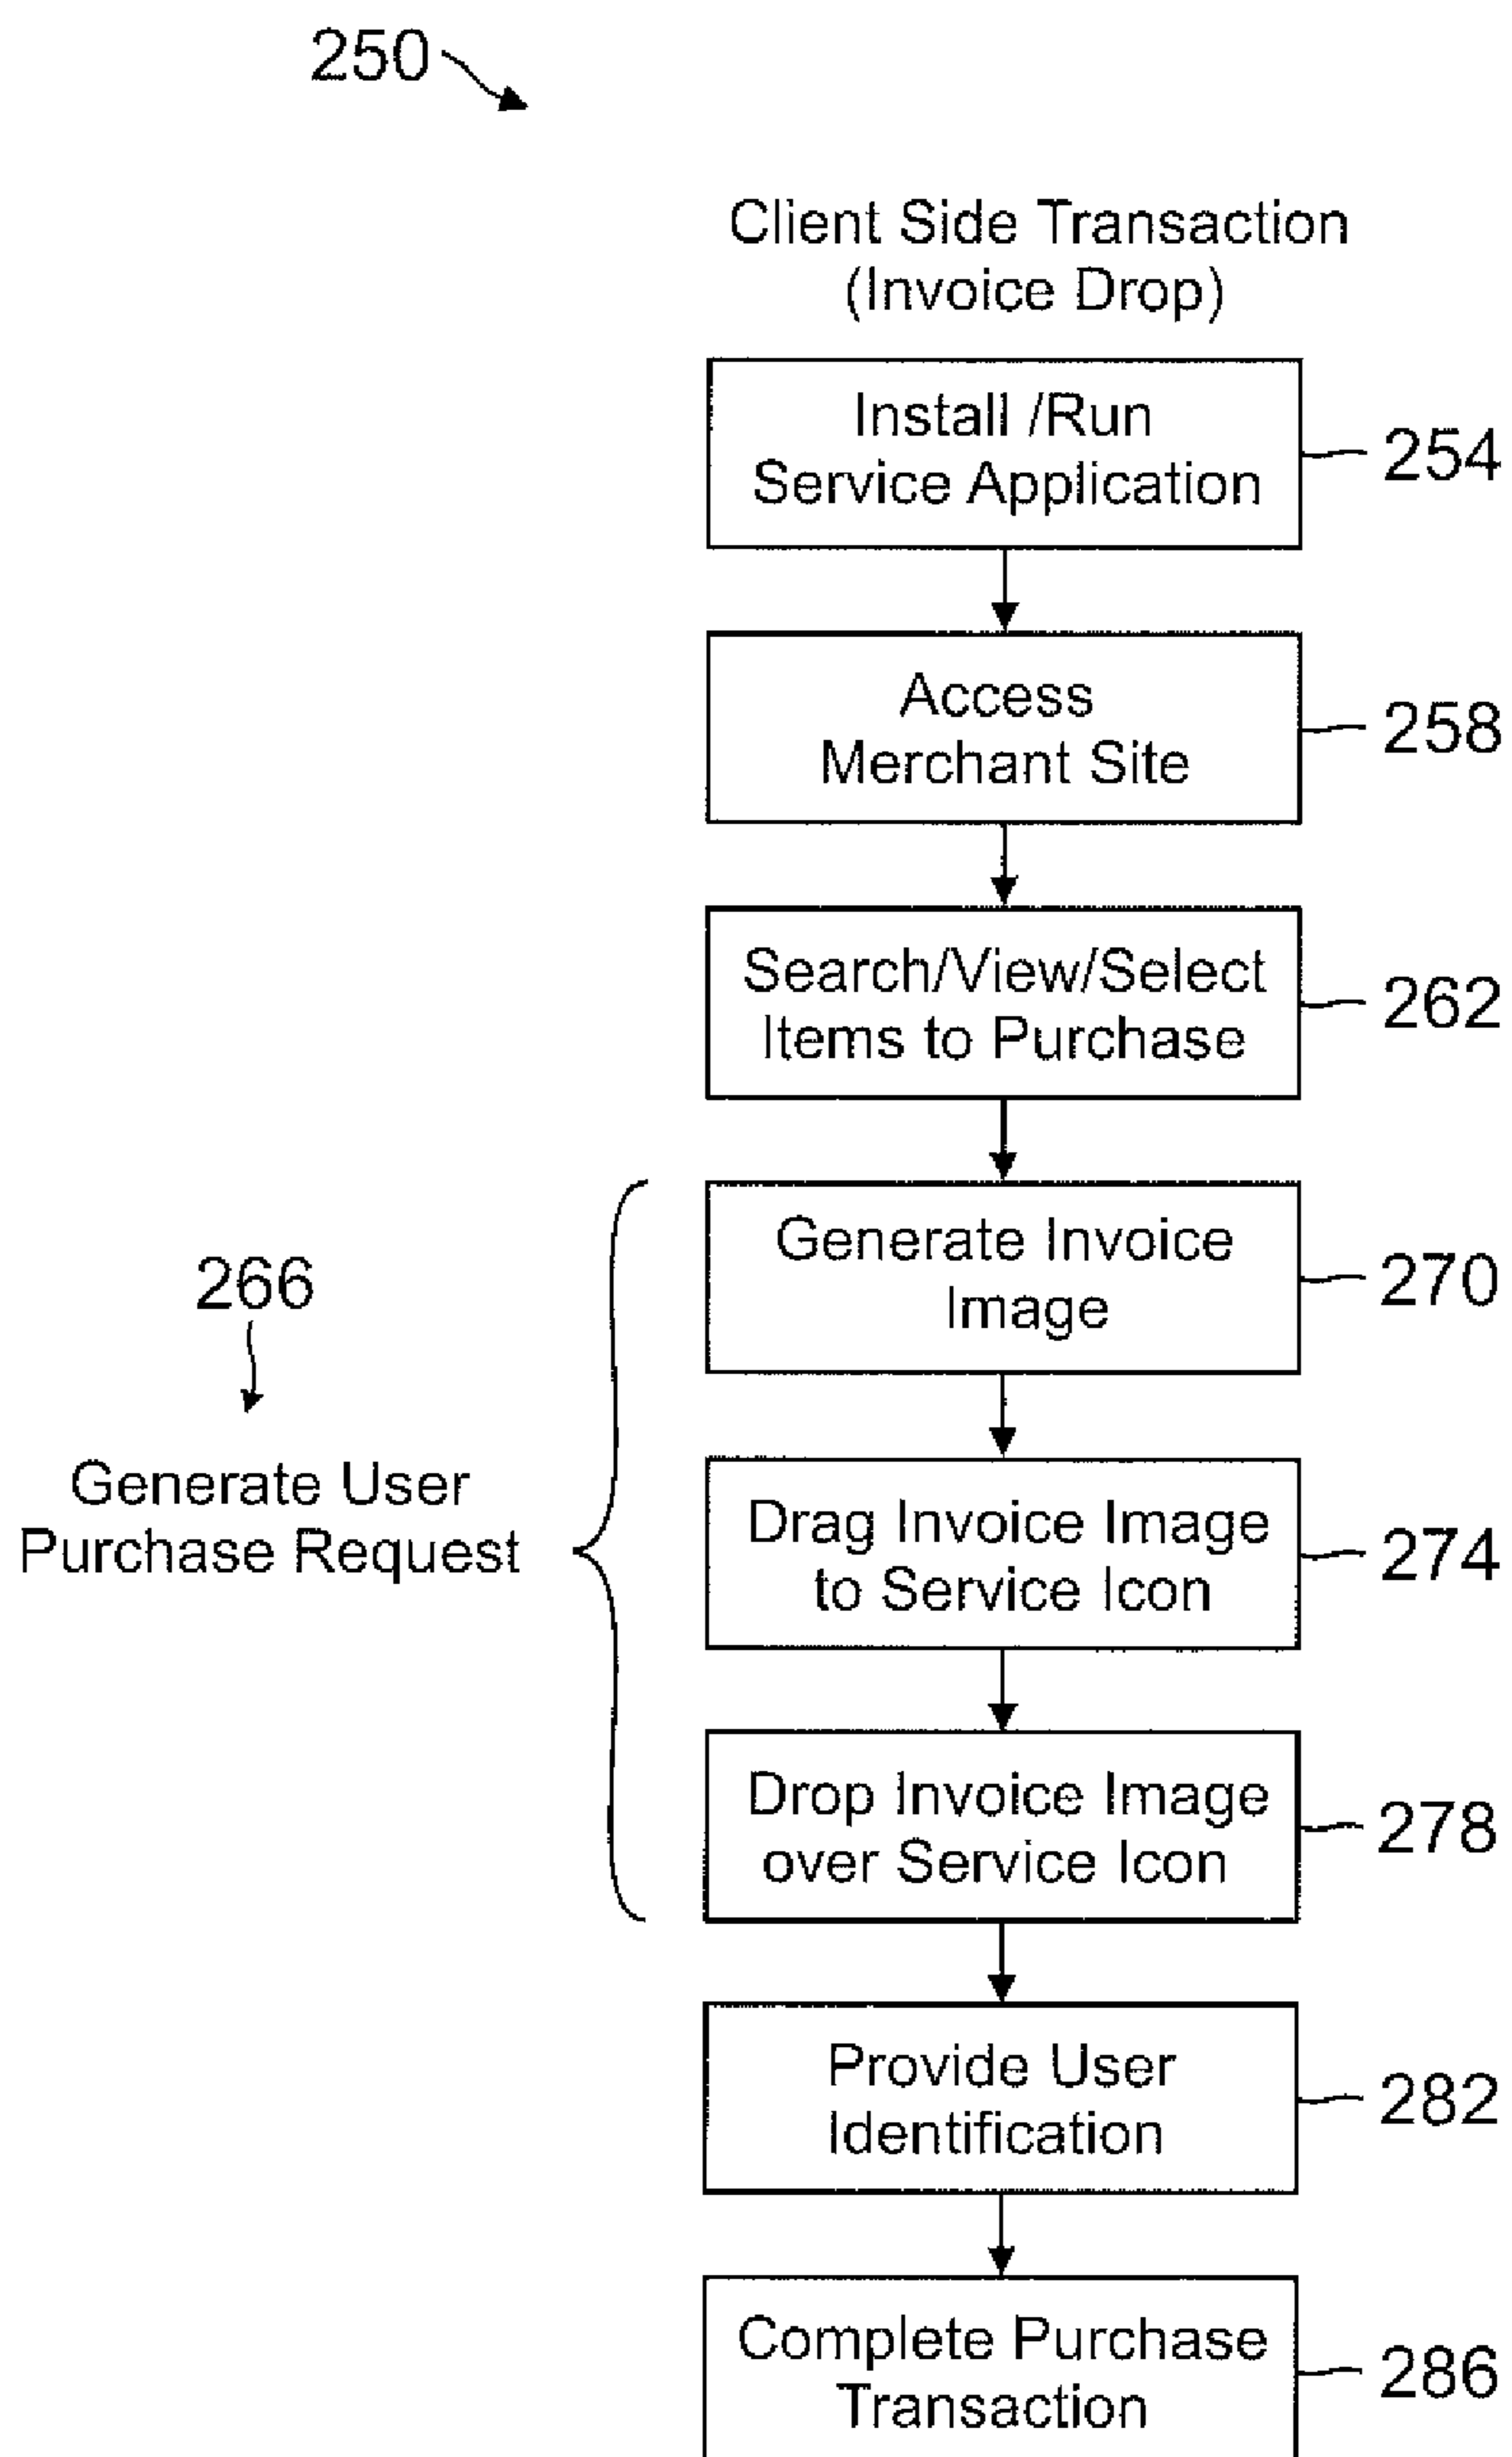 250
Client Side Transaction
(Invoice Drop)
Install /Run
Service Application
254
Access
Merchant Site
258
Search/View/Select
Items to Purchase
262
266
Generate User
Purchase Request
Generate Invoice
Image
270
Drag Invoice Image
to Service Icon
274
Drop Invoice Image
over Service Icon
278
Provide User
Identification
282
Complete Purchase
Transaction
286